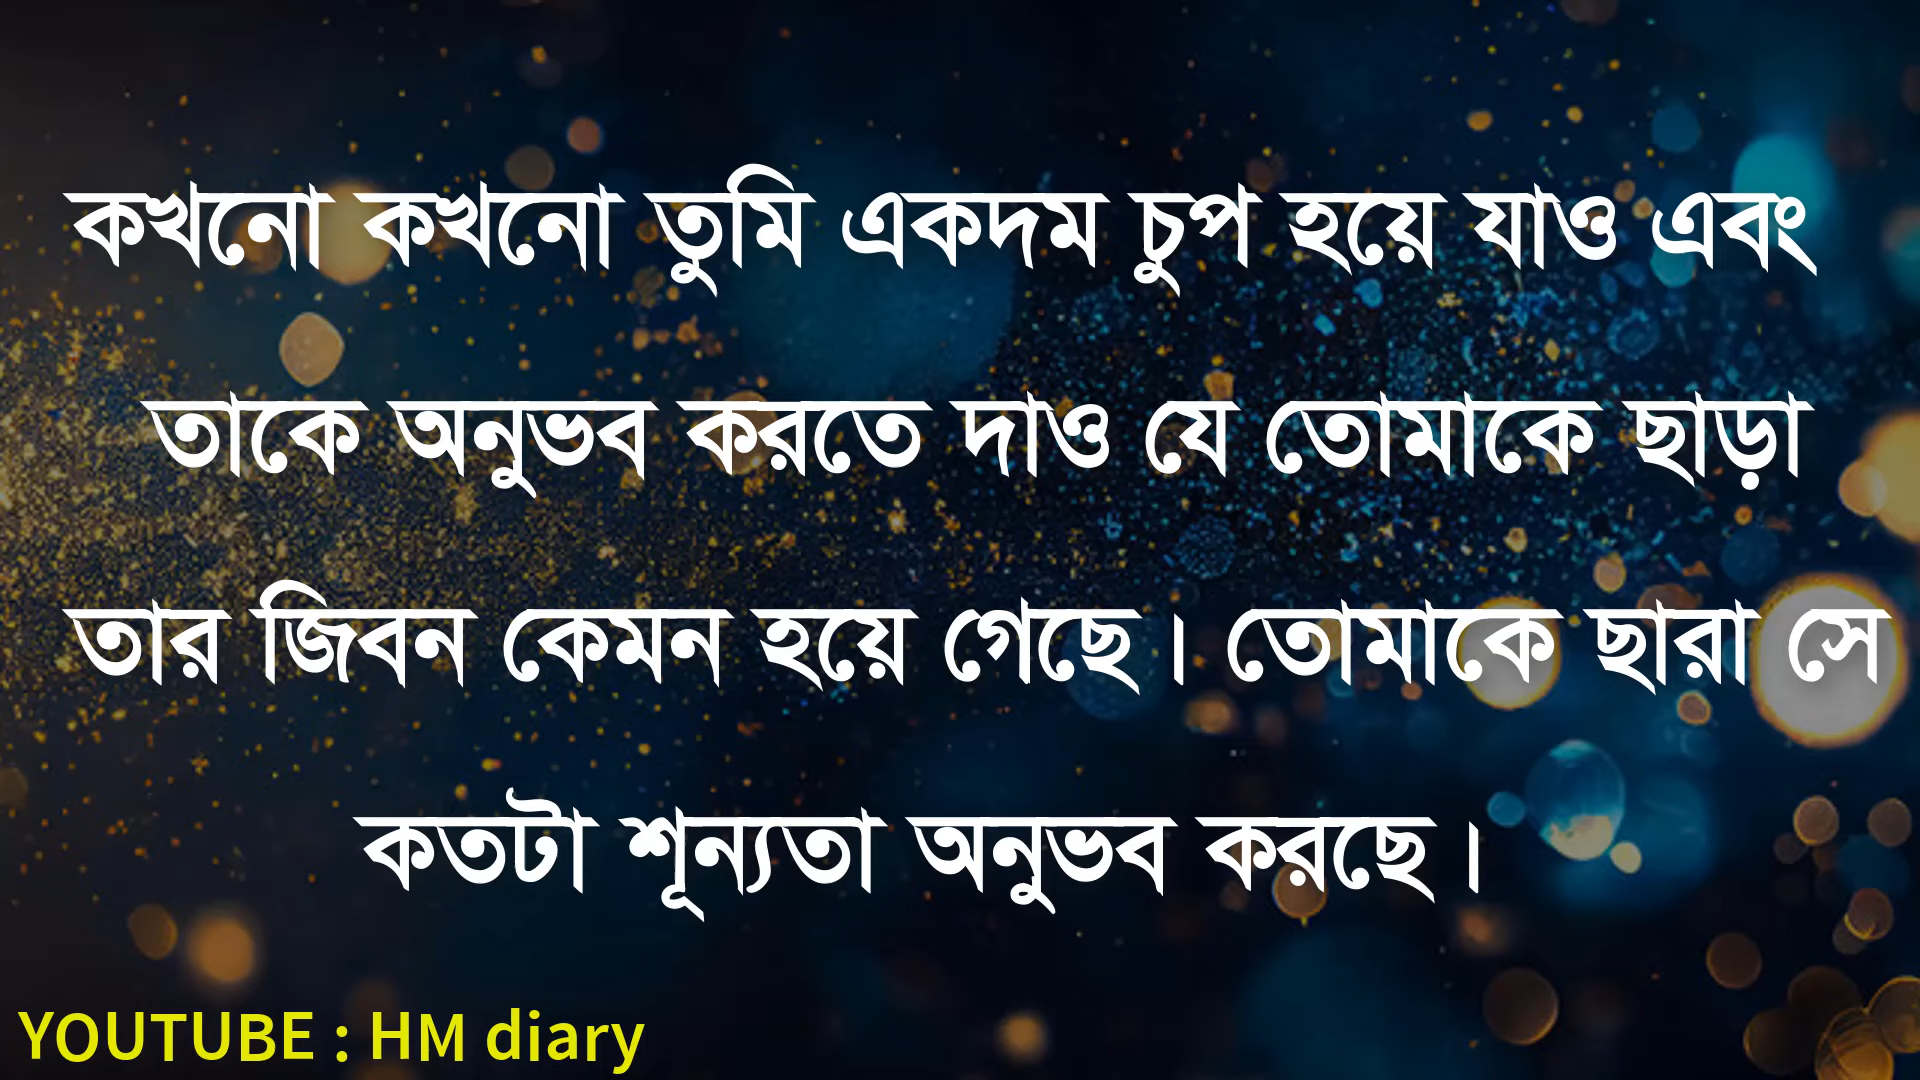 কখনো কখনো তুমি একদম চুপ হয়ে যাও এবং
তাকে অনুভব করতে দাও যে তোমাকে ছাড়া
তার জিবন কেমন হয়ে গেছে। তোমাকে ছারা সে
কতটা শূন্যতা অনুভব করছে।
YOUTUBE : HM diary